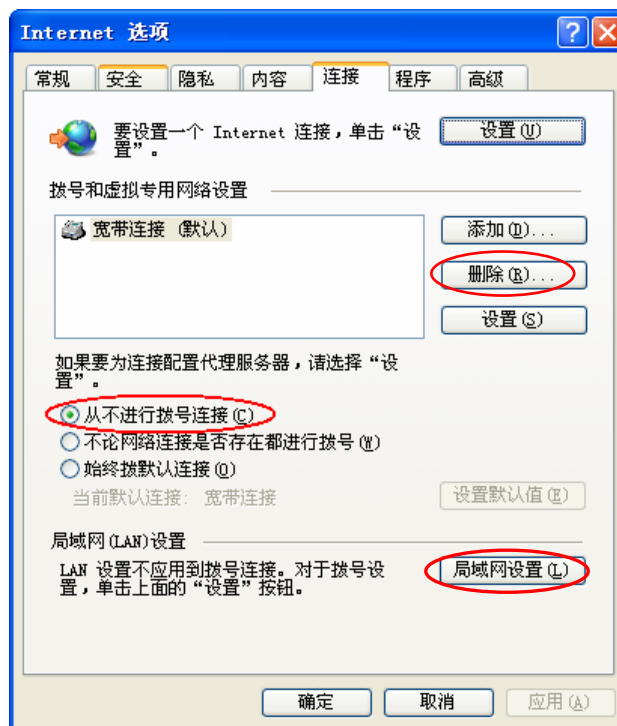 Internet 选项
常规 安全 隐私 内容 连接 程序 高级
要设置一个 Internet 连接，单击“设
置”。
设置(U)
拨号和虚拟专用网络设置
宽带连接 (默认)
添加(D)...
删除(R)...
设置(S)
如果要为连接配置代理服务器，请选择“设
置”。
从不进行拨号连接(C)
不论网络连接是否存在都进行拨号(W)
始终拨默认连接(O)
当前默认连接: 宽带连接
设置默认值(E)
局域网(LAN)设置
LAN 设置不应用到拨号连接。对于拨号设
置，单击上面的“设置”按钮。
局域网设置(L)
确定 取消 应用(A)